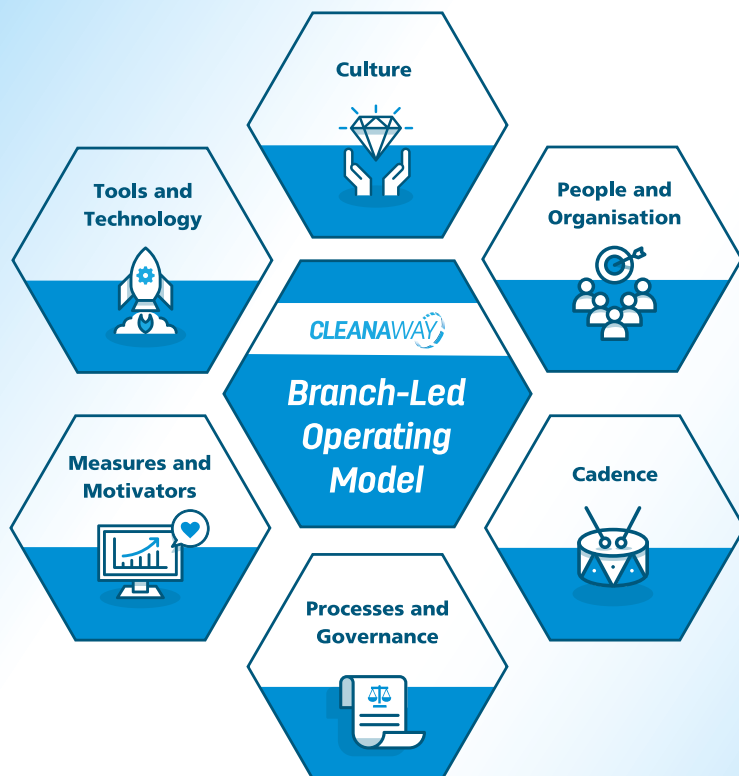 Culture
Tools and
Technology
People and
Organisation
CLEANAWAY
Branch-Led
Operating
Model
Measures and
Motivators
Cadence
Processes and
Governance